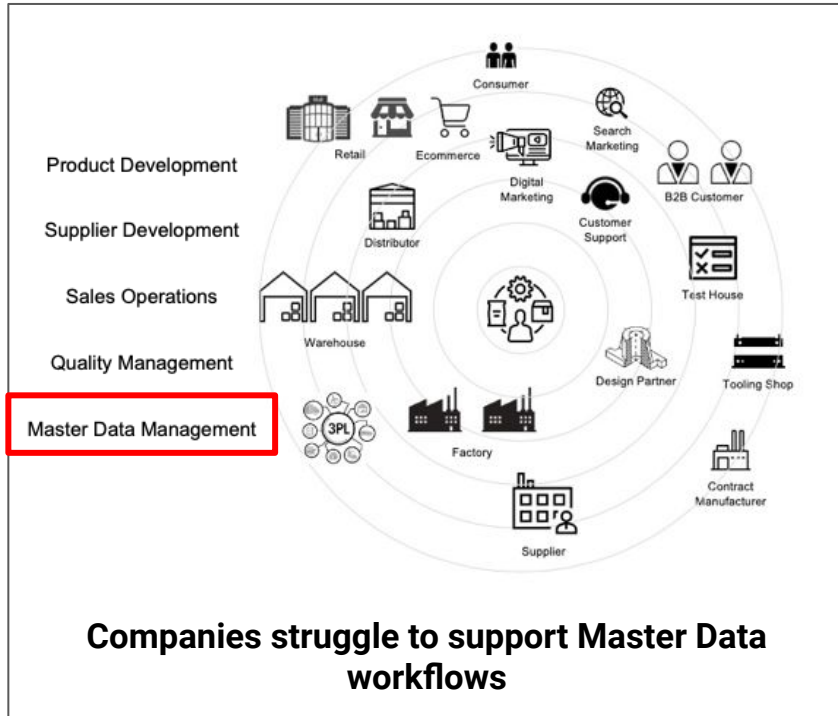 Consumer
Retail
Ecommerce
Search
Marketing
Digital
Marketing
B2B Customer
Customer
Support
Distributor
Test House
Warehouse
Design Partner
Tooling Shop
3PL
Factory
Contract
Manufacturer
Supplier
Product Development
Supplier Development
Sales Operations
Quality Management
Master Data Management
Companies struggle to support Master Data
workflows